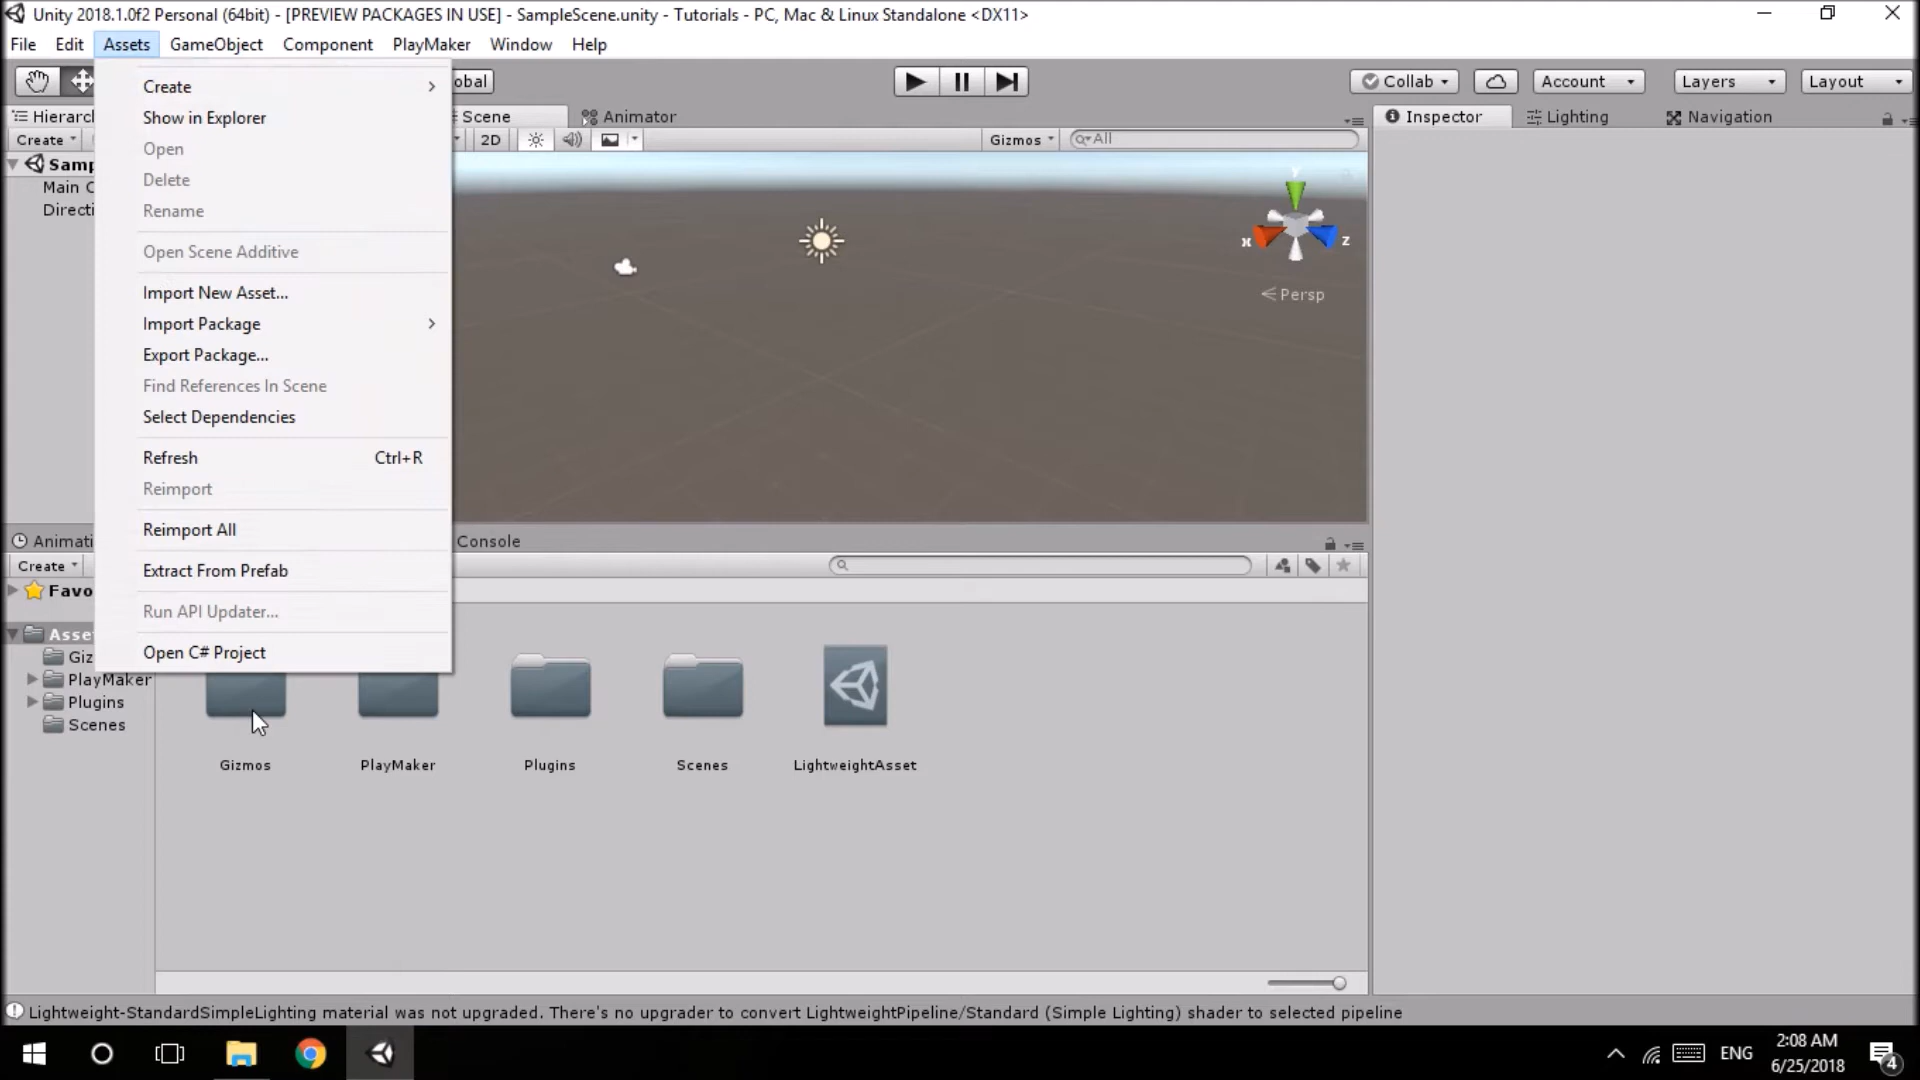 Unity 2018.1.0f2 Personal (64bit) - [PREVIEW PACKAGES IN USE] - SampleScene.unity - Tutorials - PC, Mac & Linux Standalone <DX11>
File Edit Assets GameObject Component PlayMaker Window Help
obal Collab Account Layers Layout
Hierarc Scene Animator Inspector Lighting Navigation
Create 2D Gizmos All
Samp
Main C
Directi
Create
Show in Explorer
Open
Delete
Rename
Open Scene Additive
Import New Asset...
Import Package
Export Package...
Find References In Scene
Select Dependencies
Refresh Ctrl+R
Reimport
Reimport All
Extract From Prefab
Run API Updater...
Open C# Project
y
x z
Persp
Animati Console
Create
Favo
Asse
Giz
PlayMaker
Plugins
Scenes
Gizmos PlayMaker Plugins Scenes LightweightAsset
Lightweight-StandardSimpleLighting material was not upgraded. There's no upgrader to convert LightweightPipeline/Standard (Simple Lighting) shader to selected pipeline
ENG 2:08 AM
6/25/2018 4